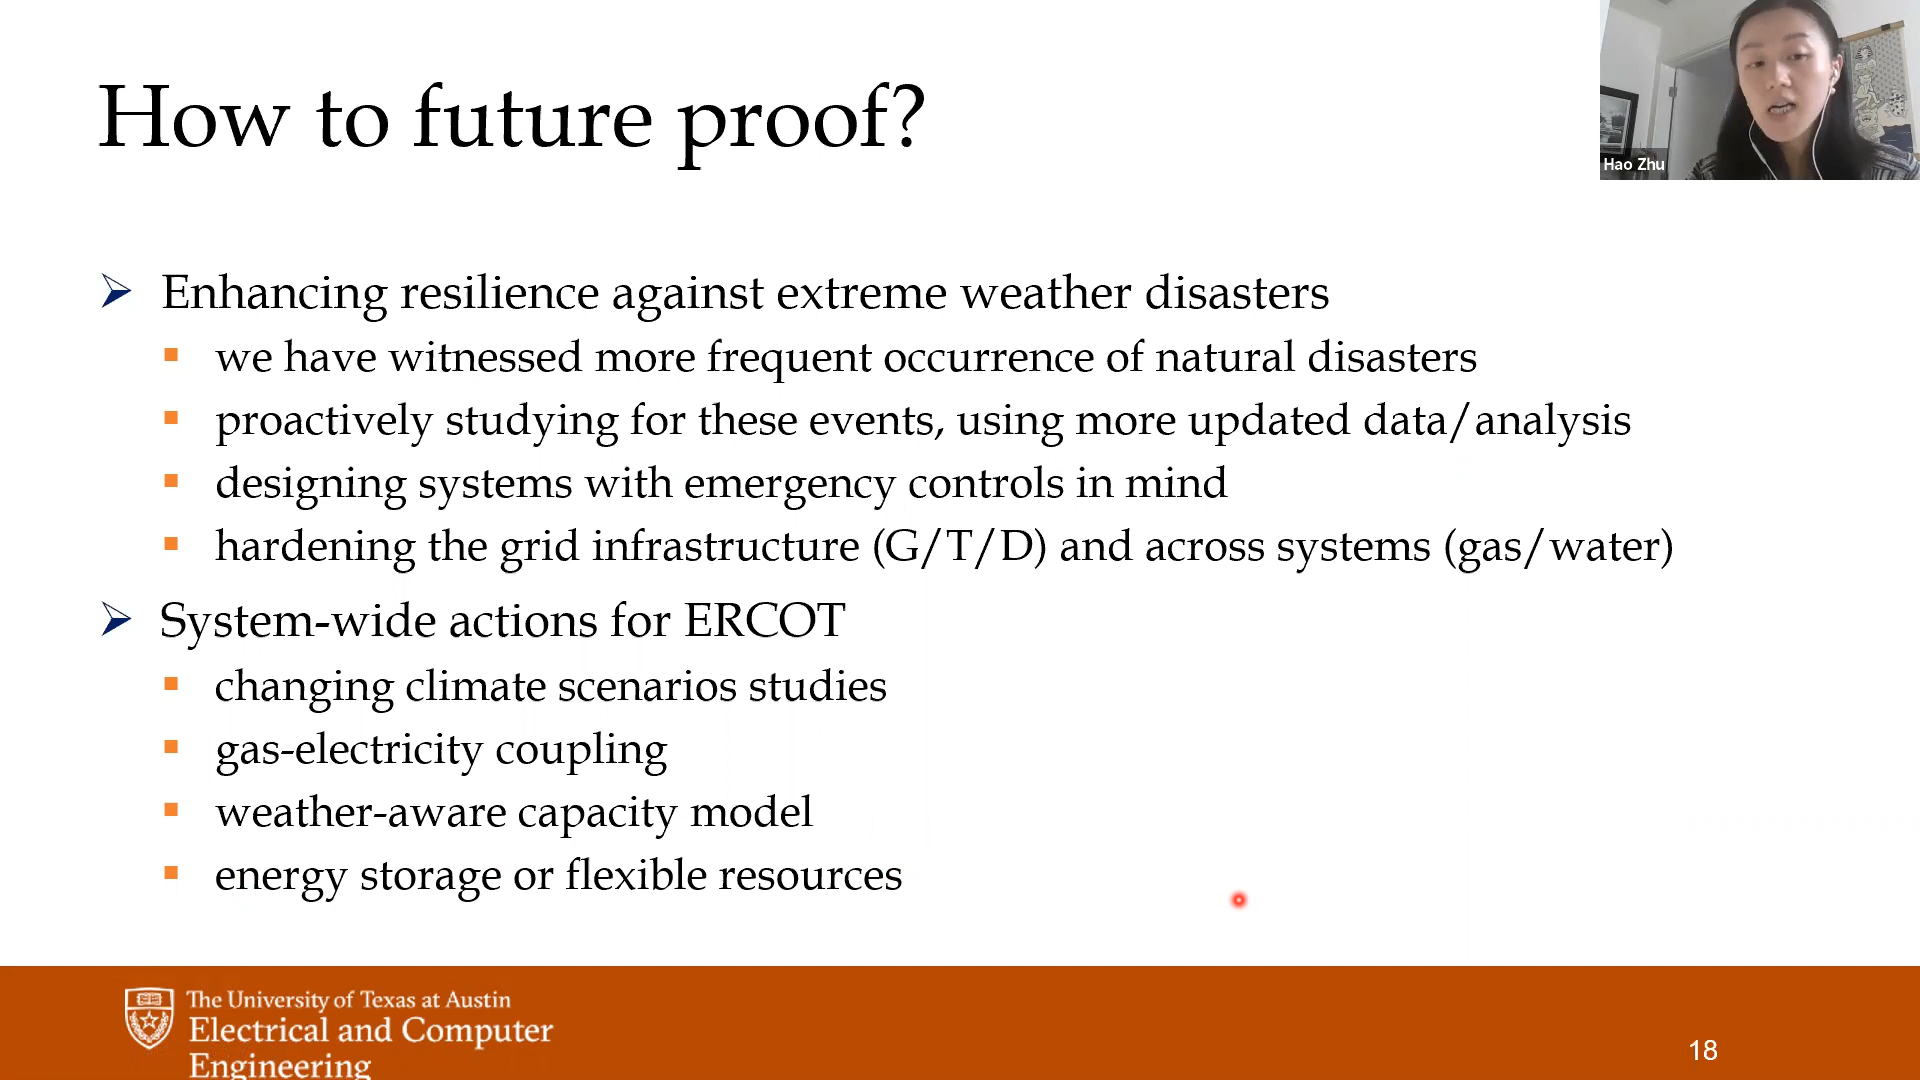 How to future proof?
Hao Zhu
Enhancing resilience against extreme weather disasters
we have witnessed more frequent occurrence of natural disasters
proactively studying for these events, using more updated data/analysis
designing systems with emergency controls in mind
hardening the grid infrastructure (G/T/D) and across systems (gas/water)
System-wide actions for ERCOT
changing climate scenarios studies
gas-electricity coupling
weather-aware capacity model
energy storage or flexible resources
The University of Texas at Austin
Electrical and Computer
Engineering
18